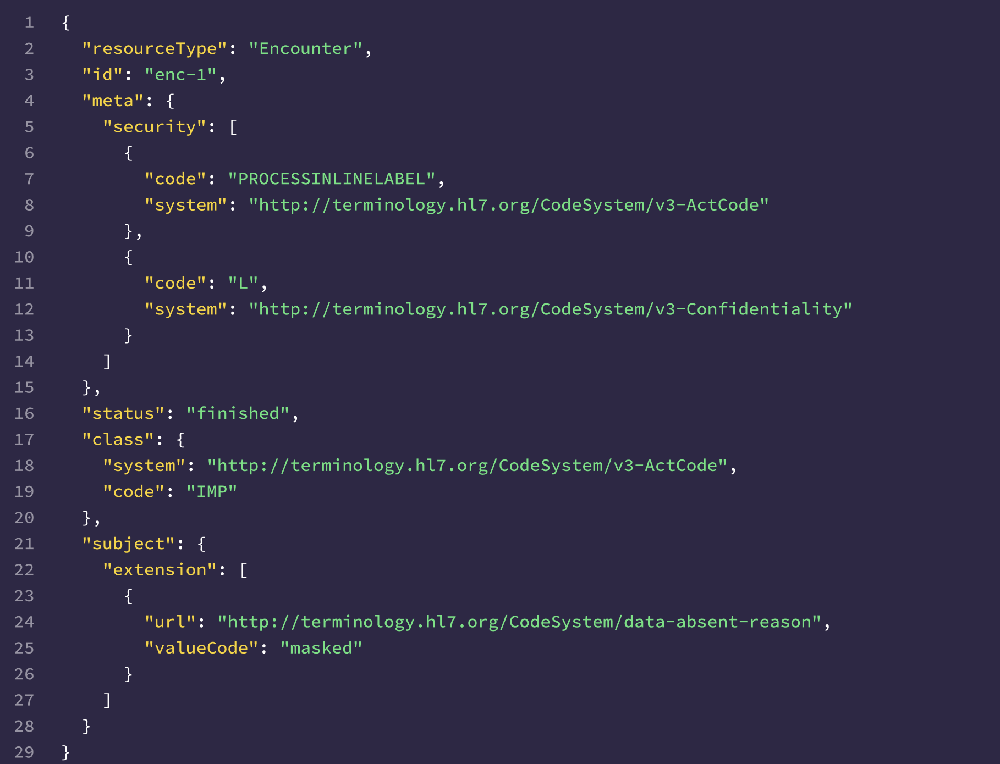 1 {
2   "resourceType": "Encounter",
3   "id": "enc-1",
4   "meta": {
5     "security": [
6       {
7         "code": "PROCESSINLINELABEL",
8         "system": "http://terminology.hl7.org/CodeSystem/v3-ActCode"
9       },
10       {
11         "code": "L",
12         "system": "http://terminology.hl7.org/CodeSystem/v3-Confidentiality"
13       }
14     ]
15   },
16   "status": "finished",
17   "class": {
18     "system": "http://terminology.hl7.org/CodeSystem/v3-ActCode",
19     "code": "IMP"
20   },
21   "subject": {
22     "extension": [
23       {
24         "url": "http://terminology.hl7.org/CodeSystem/data-absent-reason",
25         "valueCode": "masked"
26       }
27     ]
28   }
29 }